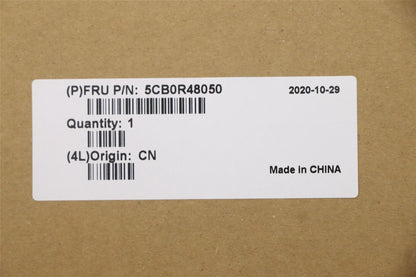 (P)FRU P/N: 5CB0R48050 2020-10-29
Quantity: 1
(4L)Origin: CN
Made in CHINA